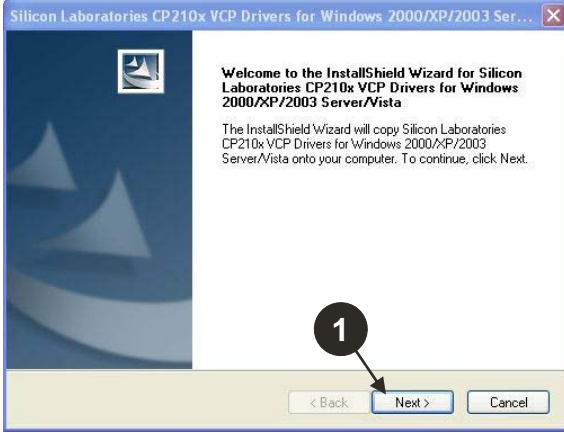 Silicon Laboratories CP210x VCP Drivers for Windows 2000/XP/2003 Ser...
Welcome to the InstallShield Wizard for Silicon
Laboratories CP210x VCP Drivers for Windows
2000/XP/2003 Server/Vista
The InstallShield Wizard will copy Silicon Laboratories
CP210x VCP Drivers for Windows 2000/XP/2003
Server/Vista onto your computer. To continue, click Next.
1
< Back Next > Cancel